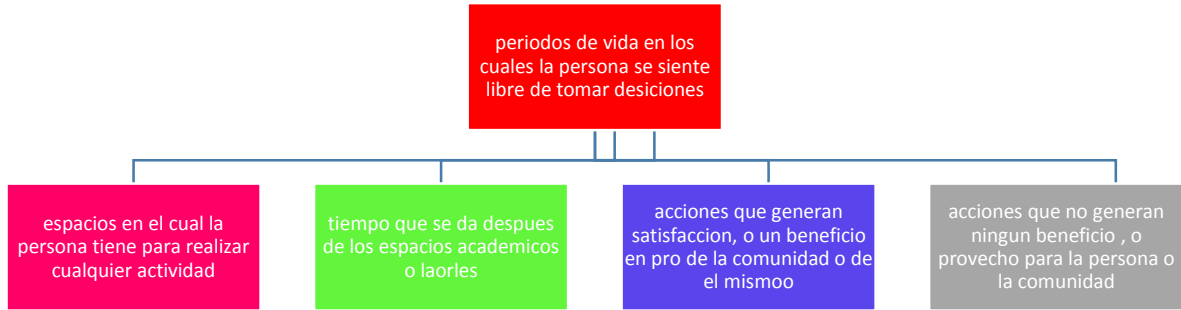 periodos de vida en los
cuales la persona se siente
libre de tomar desiciones
espacios en el cual la
persona tiene para realizar
cualquier actividad
tiempo que se da despues
de los espacios academicos
o laorles
acciones que generan
satisfaccion, o un beneficio
en pro de la comunidad o de
el mismoo
acciones que no generan
ningun beneficio , o
provecho para la persona o
la comunidad